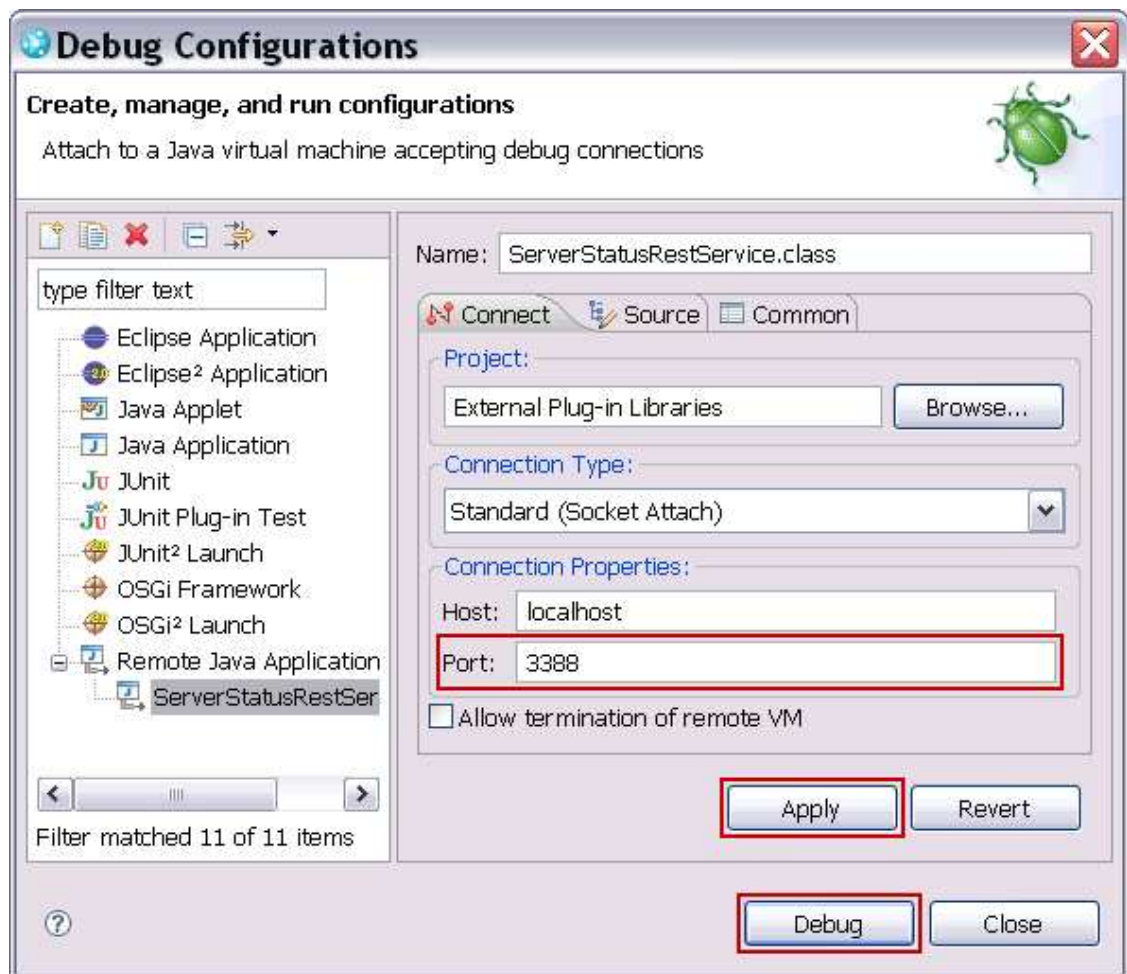 Debug Configurations
Create, manage, and run configurations
Attach to a Java virtual machine accepting debug connections
type filter text
Eclipse Application
Eclipse² Application
Java Applet
Java Application
JUnit
JUnit Plug-in Test
JUnit² Launch
OSGi Framework
OSGi² Launch
Remote Java Application
ServerStatusRestSer
Filter matched 11 of 11 items
Name: ServerStatusRestService.class
Connect Source Common
Project:
External Plug-in Libraries Browse...
Connection Type:
Standard (Socket Attach)
Connection Properties:
Host: localhost
Port: 3388
Allow termination of remote VM
Apply Revert
Debug Close